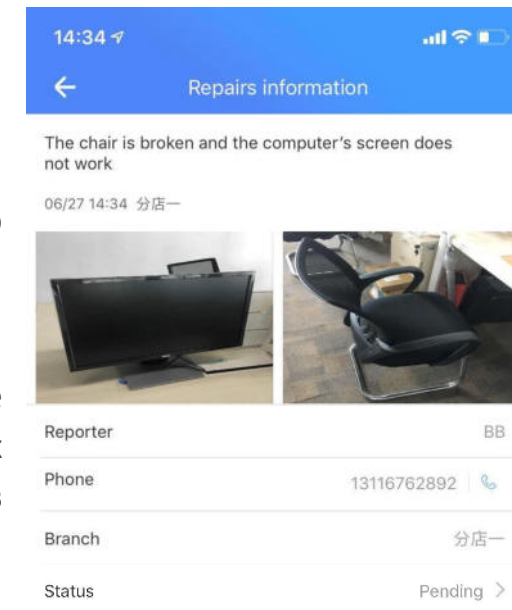 14:34
Repairs information
The chair is broken and the computer's screen does
not work
06/27 14:34 分店一
Reporter BB
Phone 13116762892
Branch 分店一
Status Pending >